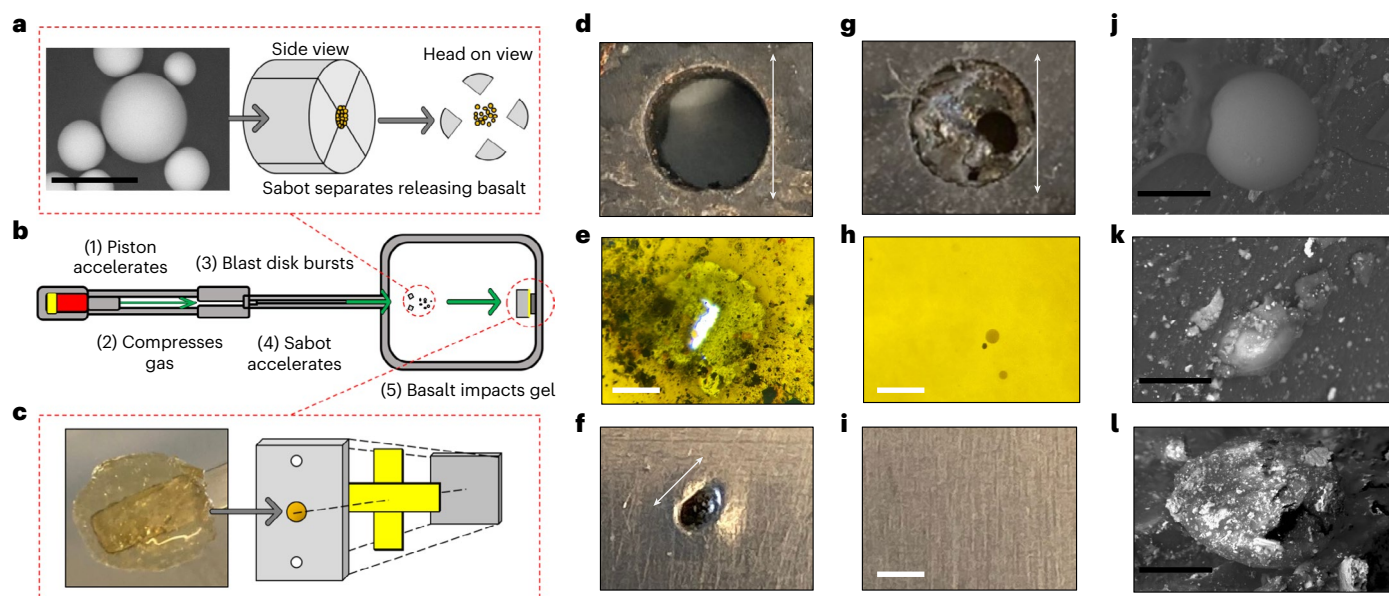 a
Side view
Head on view
Sabot separates releasing basalt
b
(1) Piston
accelerates
(3) Blast disk bursts
(2) Compresses
gas
(4) Sabot
accelerates
(5) Basalt impacts gel
c
d
e
f
g
h
i
j
k
l